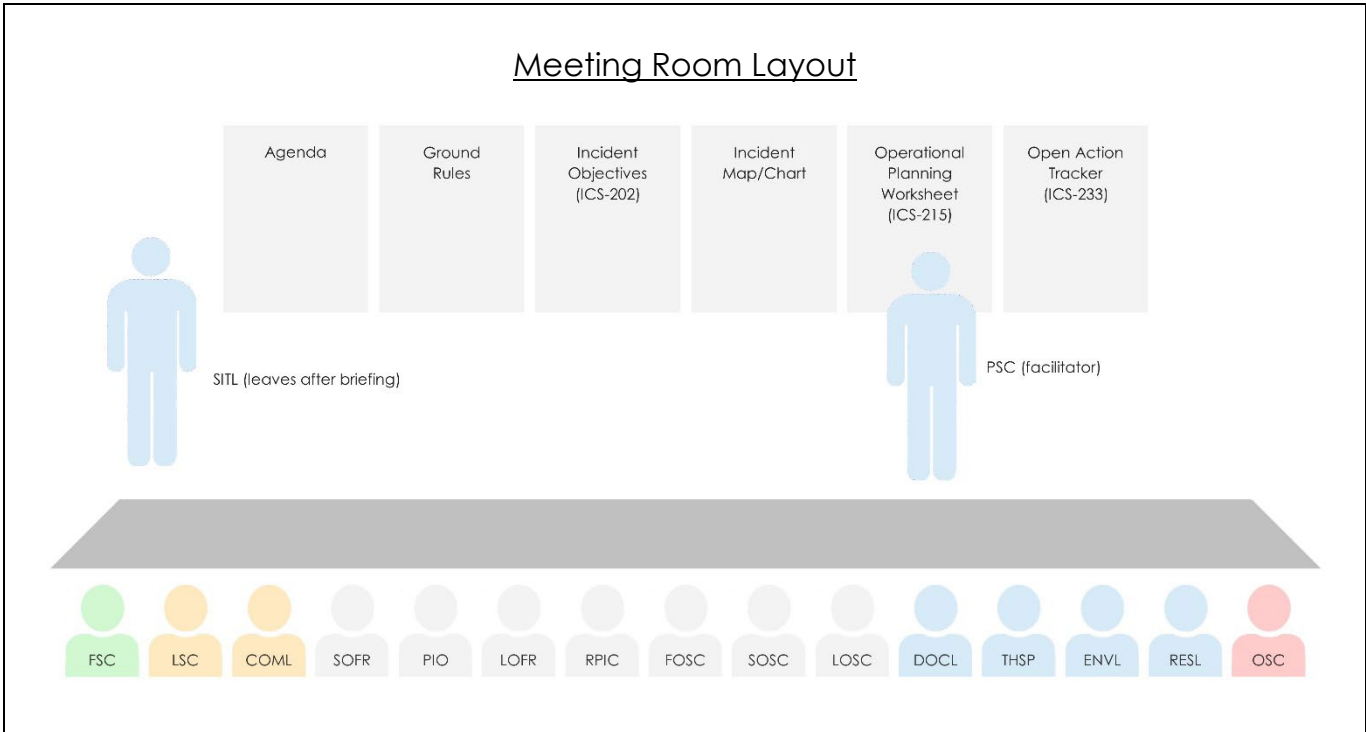 Meeting Room Layout
Agenda
Ground
Rules
Incident
Objectives
(ICS-202)
Incident
Map/Chart
Operational
Planning
Worksheet
(ICS-215)
Open Action
Tracker
(ICS-233)
SITL (leaves after briefing)
PSC (facilitator)
FSC
LSC
COML
SOFR
PIO
LOFR
RPIC
FOSC
SOSC
LOSC
DOCL
THSP
ENVL
RESL
OSC